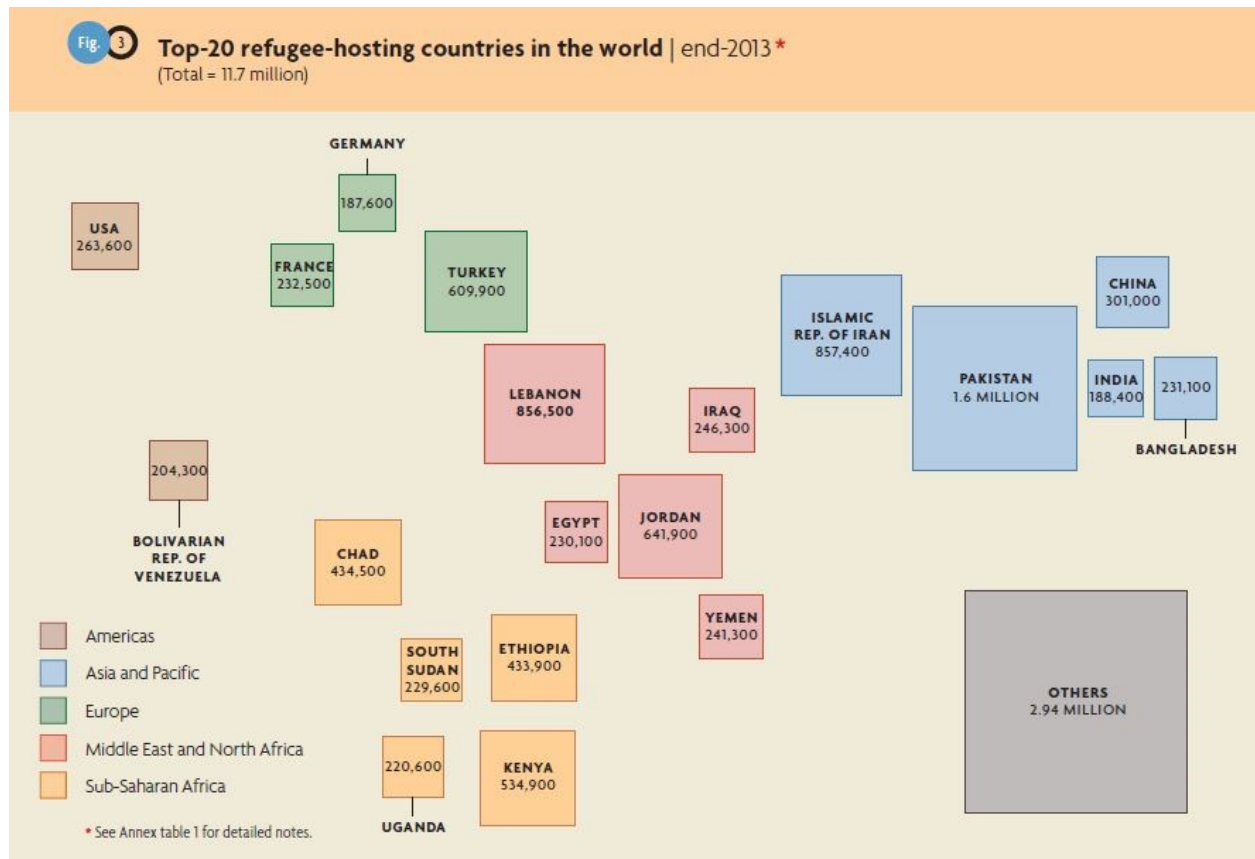 Fig. 3
Top-20 refugee-hosting countries in the world | end-2013*
(Total = 11.7 million)
GERMANY
187,600
USA
263,600
FRANCE
232,500
TURKEY
609,900
CHINA
301,000
ISLAMIC
REP. OF IRAN
857,400
PAKISTAN
1.6 MILLION
INDIA
188,400
231,100
BANGLADESH
LEBANON
856,500
IRAQ
246,300
204,300
BOLIVARIAN
REP. OF
VENEZUELA
EGYPT
230,100
JORDAN
641,900
CHAD
434,500
YEMEN
241,300
SOUTH
SUDAN
229,600
ETHIOPIA
433,900
OTHERS
2.94 MILLION
220,600
UGANDA
KENYA
534,900
Americas
Asia and Pacific
Europe
Middle East and North Africa
Sub-Saharan Africa
* See Annex table 1 for detailed notes.